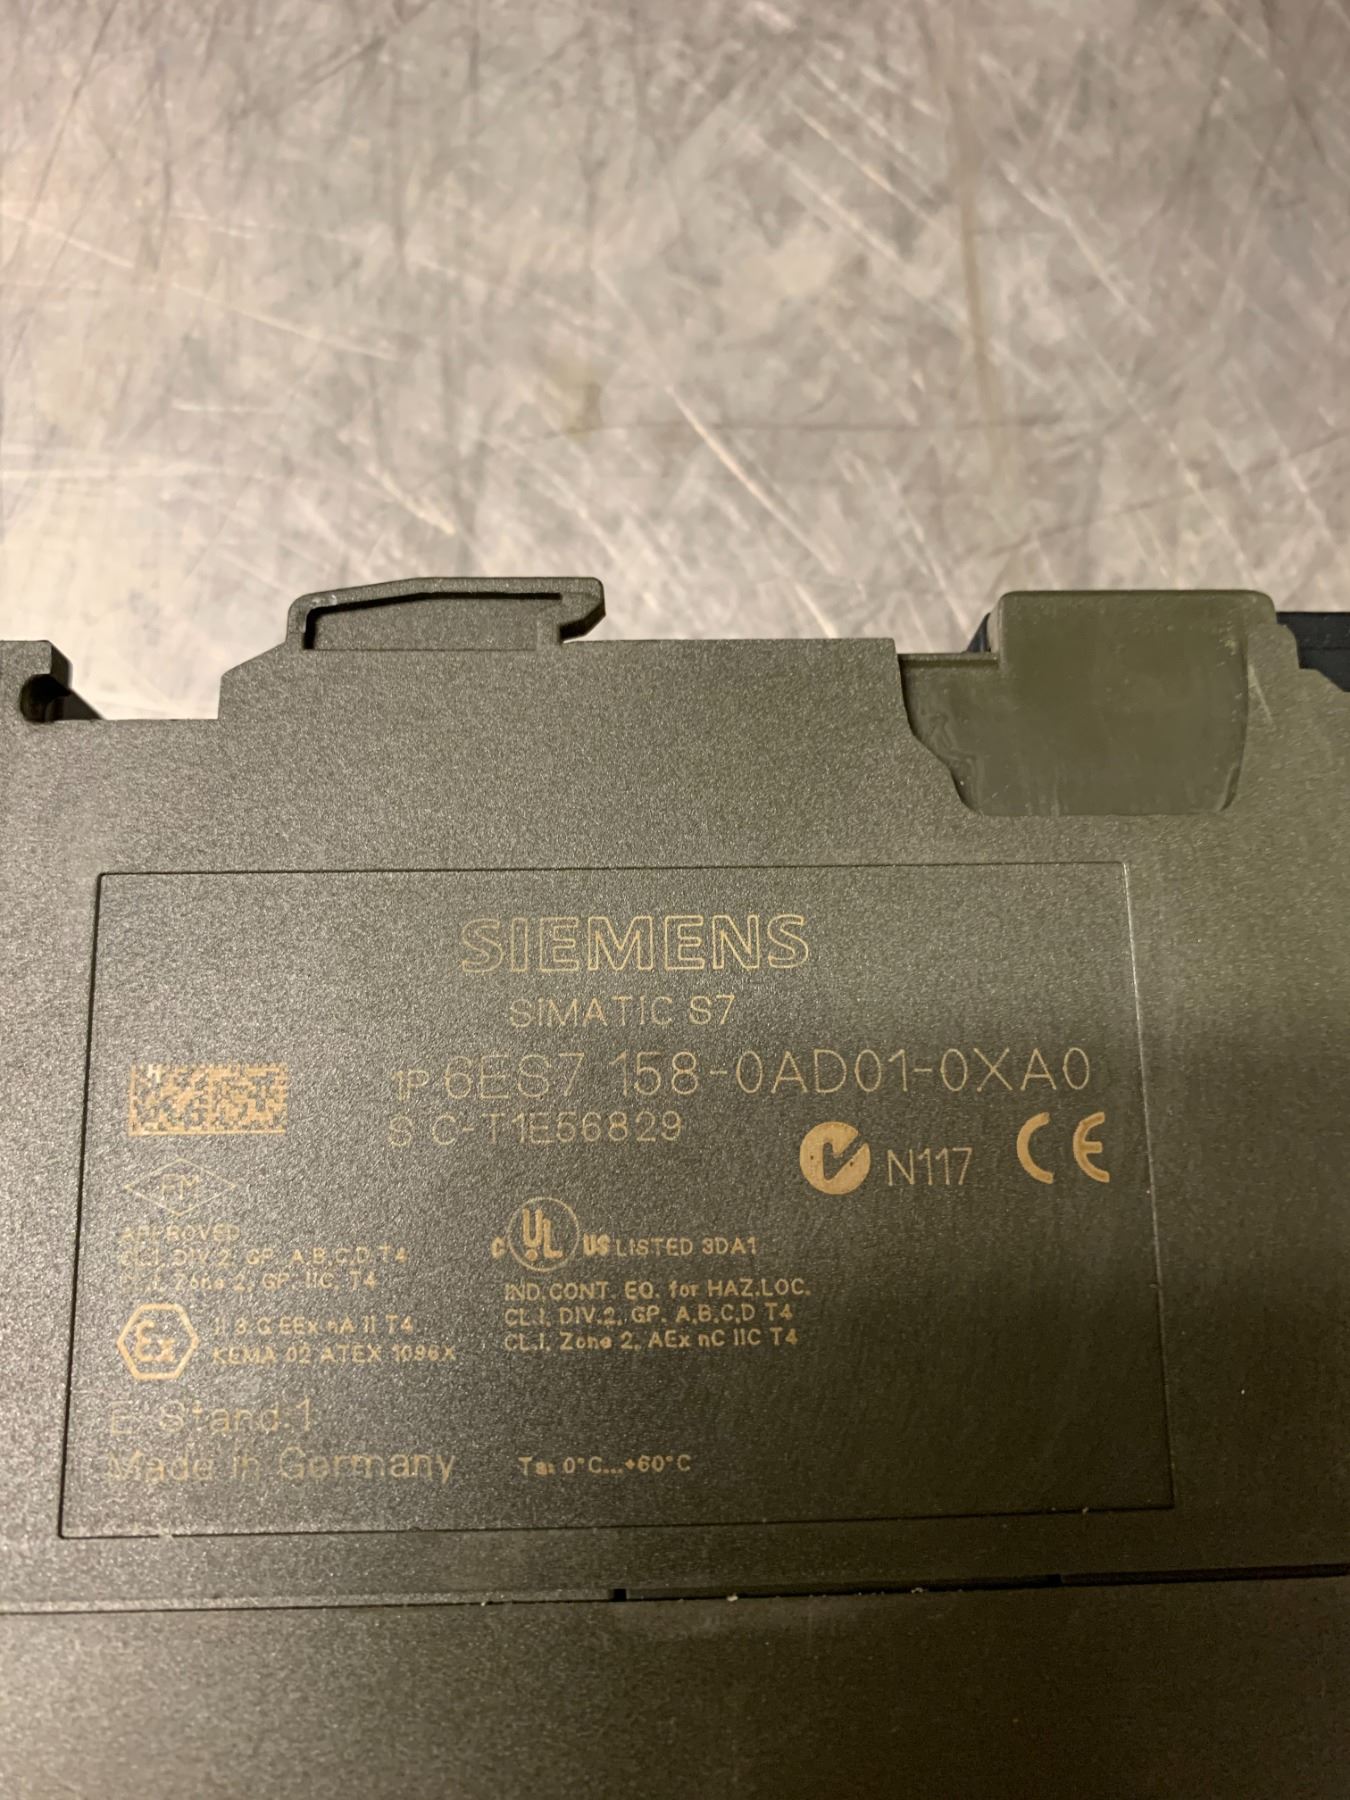 SIEMENS
SIMATIC S7
1P 6ES7 158-0AD01-0XA0
S C-T1E56829
N117 CE
FM
APPROVED
CL.I, DIV.2, GP. A,B,C,D T4
CL.I, Zone 2, GP. IIC, T4
C UL US LISTED 3DA1
IND.CONT. EQ. for HAZ.LOC.
CL.I, DIV.2, GP. A,B,C,D T4
CL.I, Zone 2, AEx nC IIC T4
Ex II 3 G EEx nA II T4
KEMA 02 ATEX 1096X
E-Stand:1
Made in Germany
Ta: 0°C...+60°C